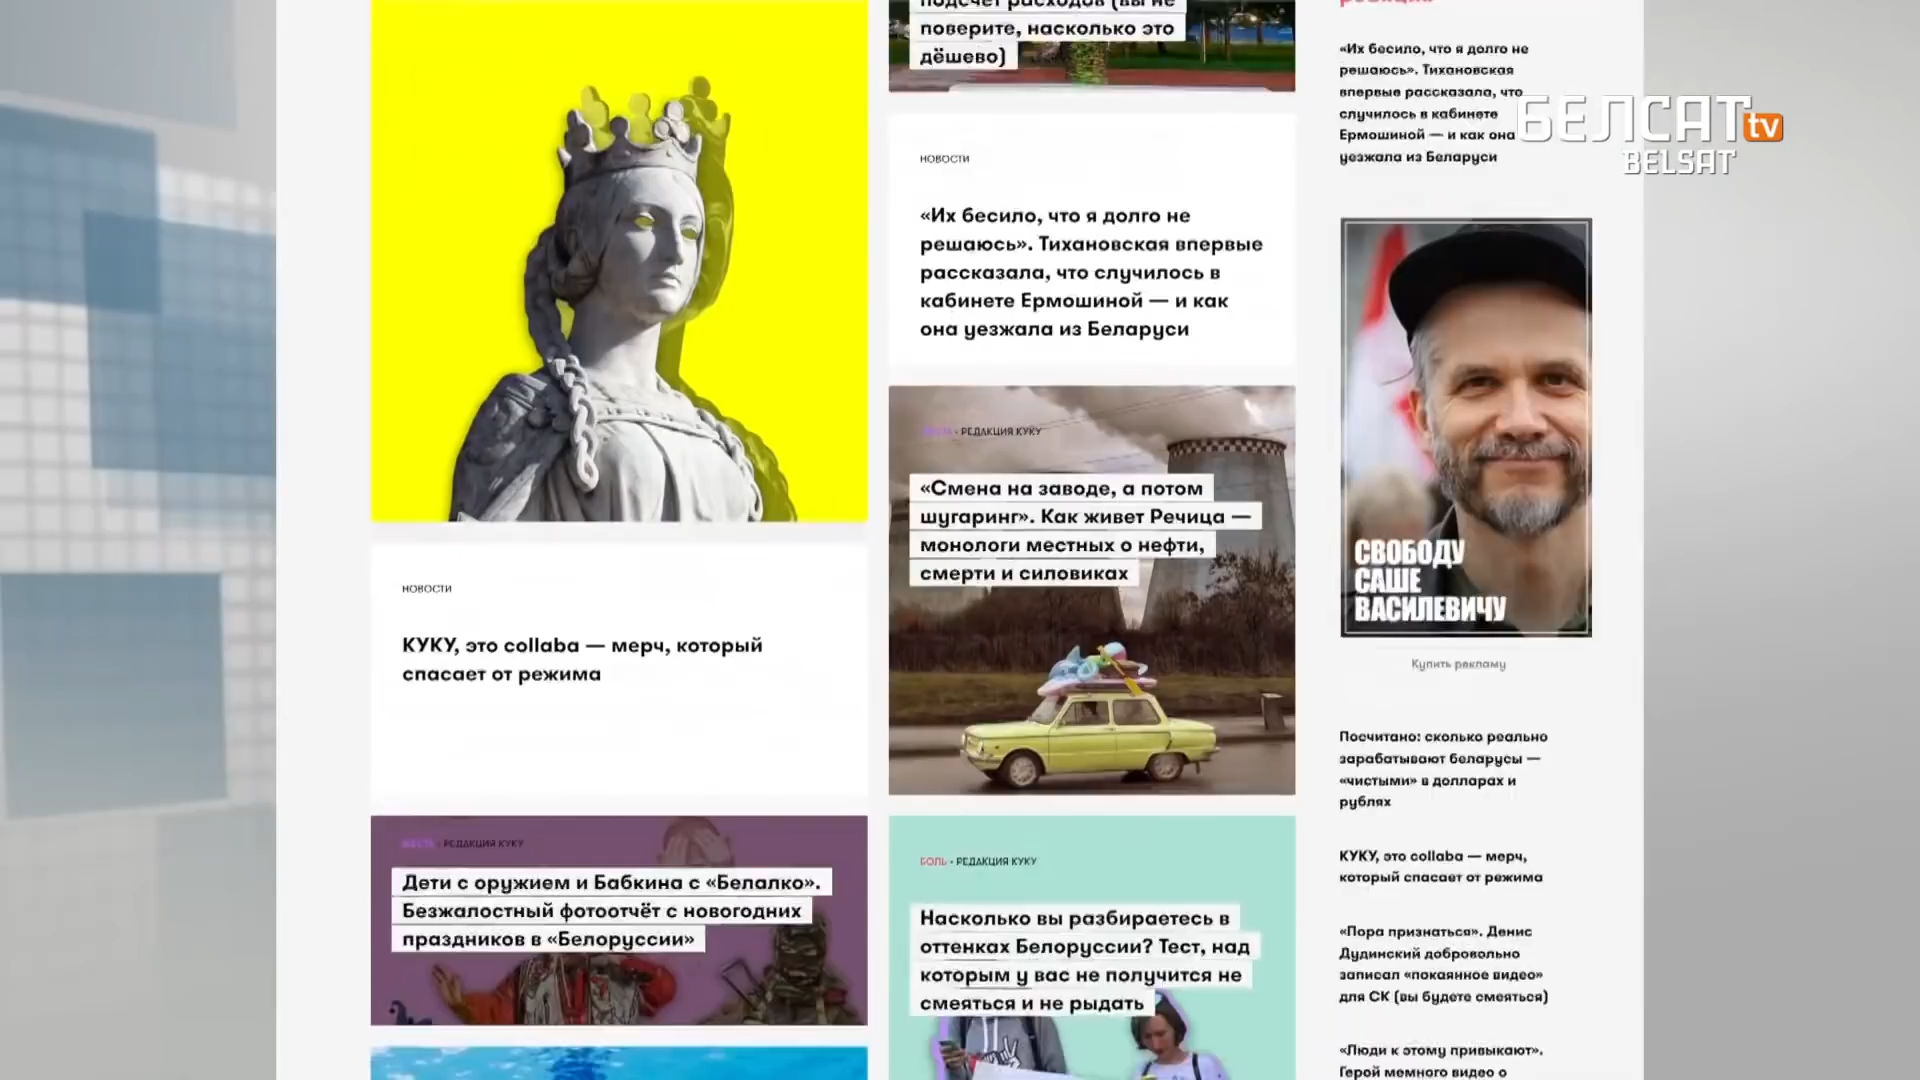 НОВОСТИ
КУКУ, это collaba — мерч, который
спасает от режима
РЕДАКЦИЯ КУКУ
Дети с оружием и Бабкина с «Белалко».
Безжалостный фотоотчёт с новогодних
праздников в «Белоруссии»
подсчёт расходов (вы не
поверите, насколько это
дёшево)
НОВОСТИ
«Их бесило, что я долго не
решаюсь». Тихановская впервые
рассказала, что случилось в
кабинете Ермошиной — и как
она уезжала из Беларуси
• РЕДАКЦИЯ КУКУ
«Смена на заводе, а потом
шугаринг». Как живет Речица —
монологи местных о нефти,
смерти и силовиках
БОЛЬ • РЕДАКЦИЯ КУКУ
Насколько вы разбираетесь в
оттенках Белоруссии? Тест, над
которым у вас не получится не
смеяться и не рыдать
«Их бесило, что я долго не
решаюсь». Тихановская
впервые рассказала, что
случилось в кабинете
Ермошиной — и как она
уезжала из Беларуси
БЕЛСАТ tv
BELSAT
СВОБОДУ
САШЕ
ВАСИЛЕВИЧУ
Купить рекламу
Посчитано: сколько реально
зарабатывают беларусы —
«чистыми» в долларах и
рублях
КУКУ, это collaba — мерч,
который спасает от режима
«Пора признаться». Денис
Дудинский добровольно
записал «покаянное видео»
для СК (вы будете смеяться)
«Люди к этому привыкают».
Герой мемного видео о